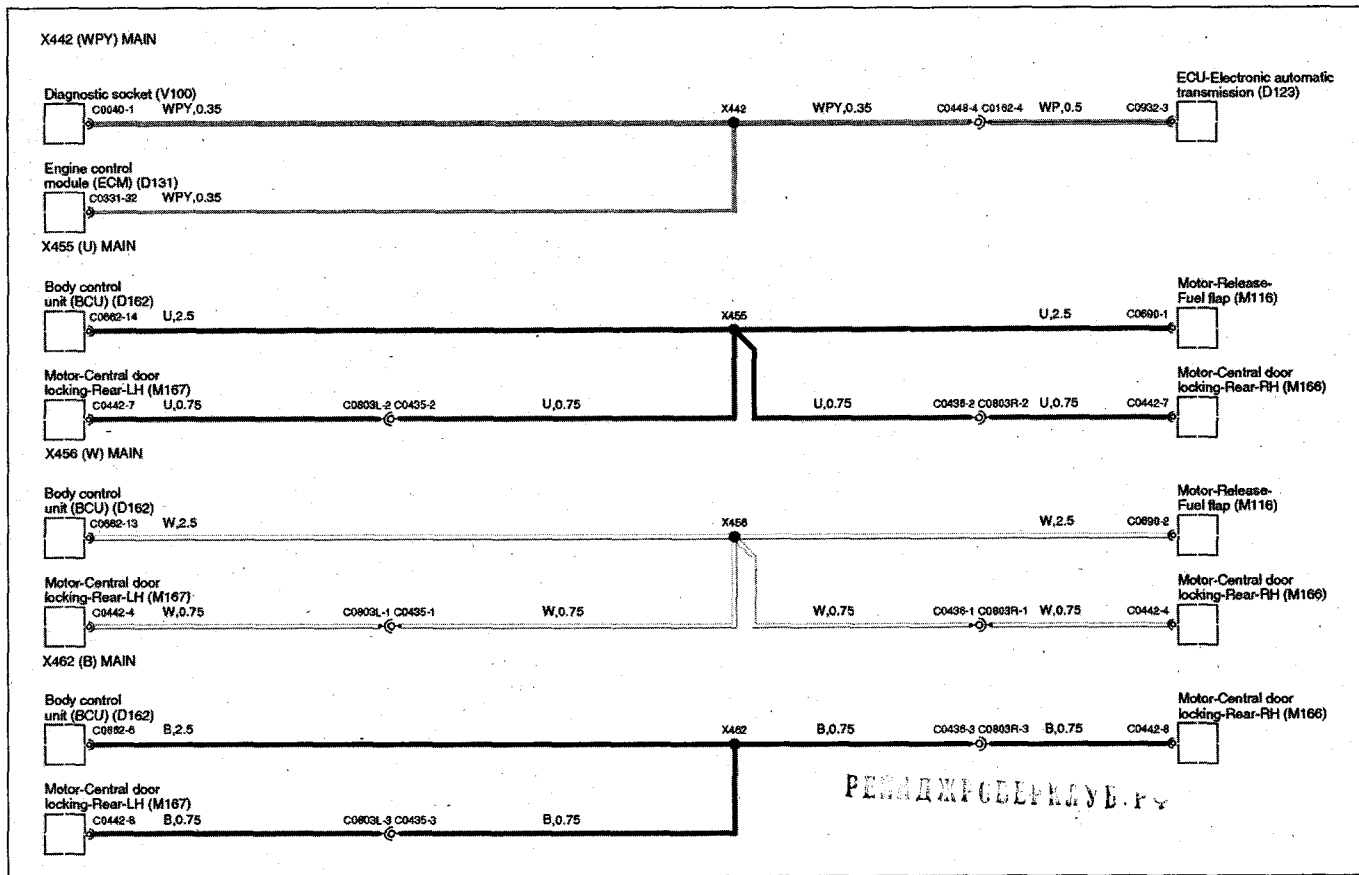 X442 (WPY) MAIN
Diagnostic socket (V100)
C0040-1 WPY,0.35
X442
WPY,0.35
C0448-4 C0162-4
WP,0.5
C0932-3
ECU-Electronic automatic
transmission (D123)
Engine control
module (ECM) (D131)
C0331-32 WPY,0.35
X455 (U) MAIN
Body control
unit (BCU) (D162)
C0662-14 U,2.5
X455
U,2.5
C0690-1
Motor-Release-
Fuel flap (M116)
Motor-Central door
locking-Rear-LH (M167)
C0442-7 U,0.75
C0803L-2 C0435-2
U,0.75
U,0.75
C0436-2 C0803R-2
U,0.75
C0442-7
Motor-Central door
locking-Rear-RH (M166)
X456 (W) MAIN
Body control
unit (BCU) (D162)
C0662-13 W,2.5
X456
W,2.5
C0690-2
Motor-Release-
Fuel flap (M116)
Motor-Central door
locking-Rear-LH (M167)
C0442-4 W,0.75
C0803L-1 C0435-1
W,0.75
W,0.75
C0436-1 C0803R-1
W,0.75
C0442-4
Motor-Central door
locking-Rear-RH (M166)
X462 (B) MAIN
Body control
unit (BCU) (D162)
C0662-6 B,2.5
X462
B,0.75
C0436-3 C0803R-3
B,0.75
C0442-8
Motor-Central door
locking-Rear-RH (M166)
Motor-Central door
locking-Rear-LH (M167)
C0442-8 B,0.75
C0803L-3 C0435-3
B,0.75